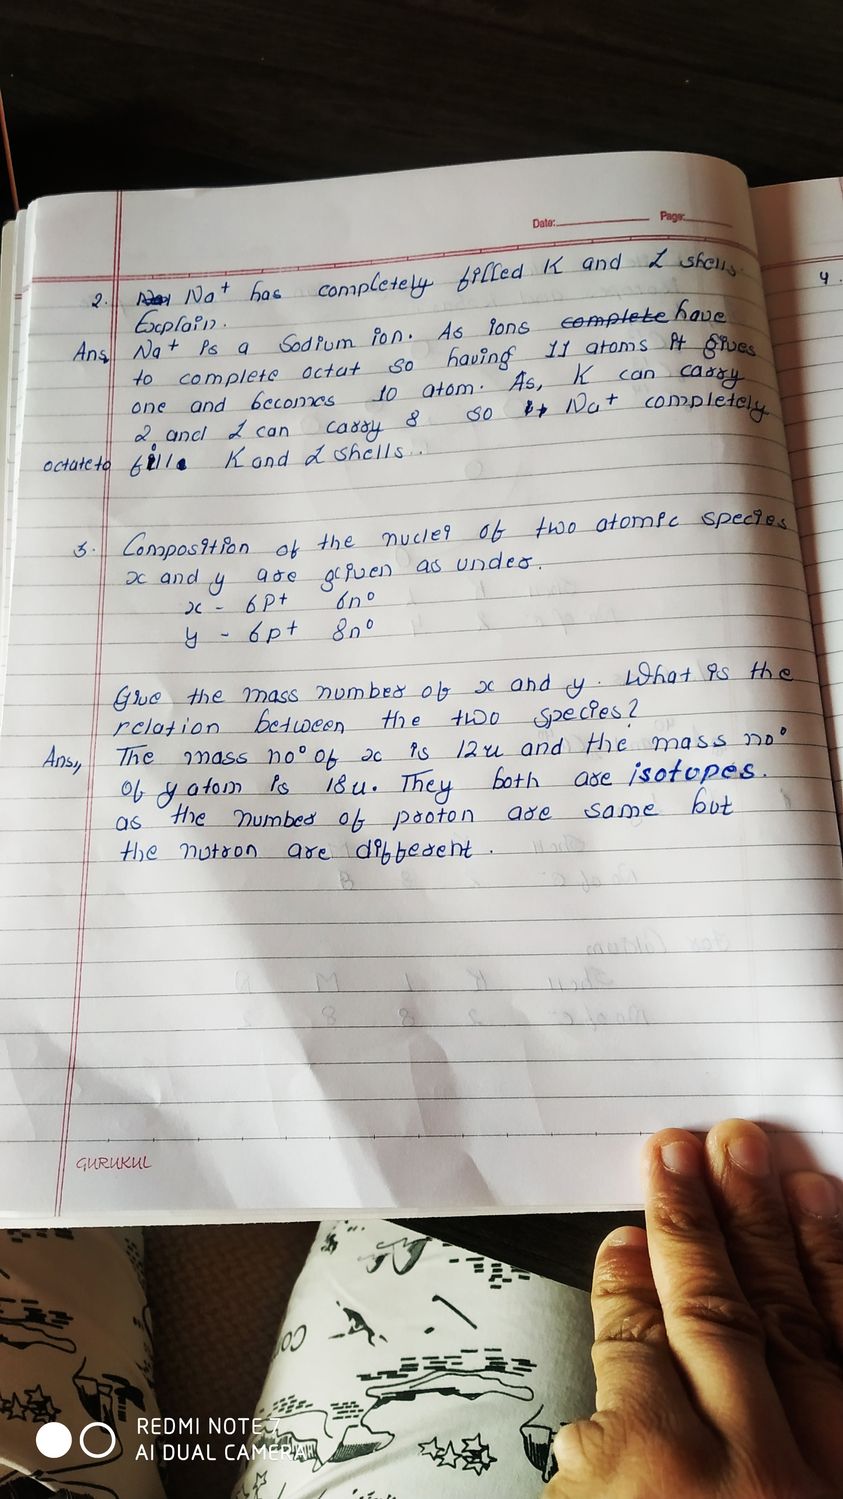 Date: Page:
2. Na+ has completely filled K and L shells.
Explain.
Ans, Na+ is a Sodium ion. As ions complete have
to complete octat so having 11 atoms it gives
one and becomes 10 atom. As, K can carry
2 and L can carry 8 so Na+ completely
octate to fill K and L shells..
3. Composition of the nuclei of two atomic species
x and y are given as under.
x - 6P+ 6n°
y - 6p+ 8n°
Give the mass number of x and y. What is the
relation between the two species?
Ans, The mass no° of x is 12u and the mass no°
of y atom is 18u. They both are isotopes.
as the number of proton are same but
the nutron are different.
4.
GURUKUL
REDMI NOTE 7
AI DUAL CAMERA